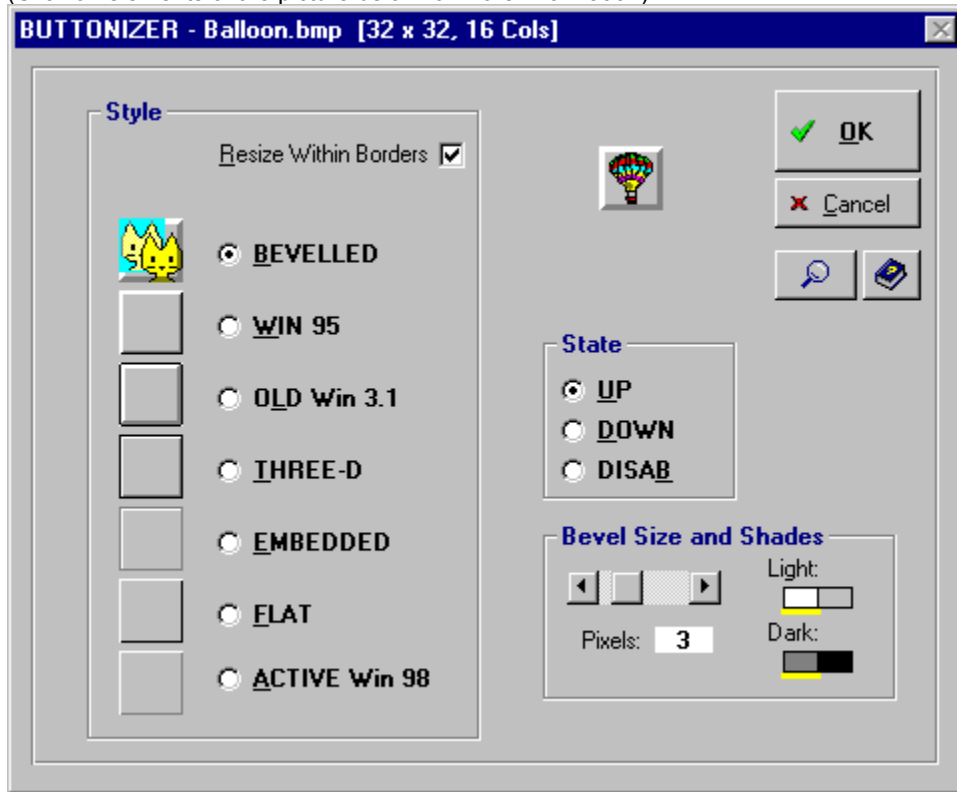 BUTTONIZER - Balloon.bmp [32 x 32, 16 Cols]
Style
Resize Within Borders
BEVELLED
WIN 95
OLD Win 3.1
THREE-D
EMBEDDED
FLAT
ACTIVE Win 98
OK
Cancel
State
UP
DOWN
DISAB
Bevel Size and Shades
Light:
Pixels: 3
Dark: